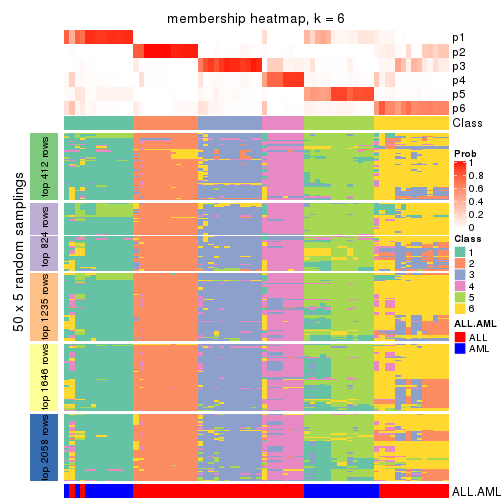 membership heatmap, k = 6
p1
p2
p3
p4
p5
p6
Class
50 x 5 random samplings
top 412 rows
top 824 rows
top 1235 rows
top 1646 rows
top 2058 rows
Prob
1
0.8
0.6
0.4
0.2
0
Class
1
2
3
4
5
6
ALL.AML
ALL
AML
ALL.AML